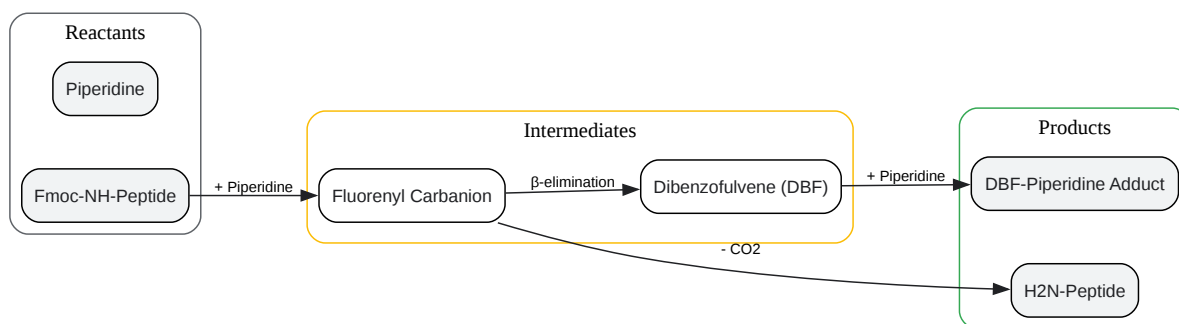 Reactants
Piperidine
Fmoc-NH-Peptide
+ Piperidine
Intermediates
Fluorenyl Carbanion
β-elimination
Dibenzofulvene (DBF)
- CO2
+ Piperidine
Products
DBF-Piperidine Adduct
H2N-Peptide